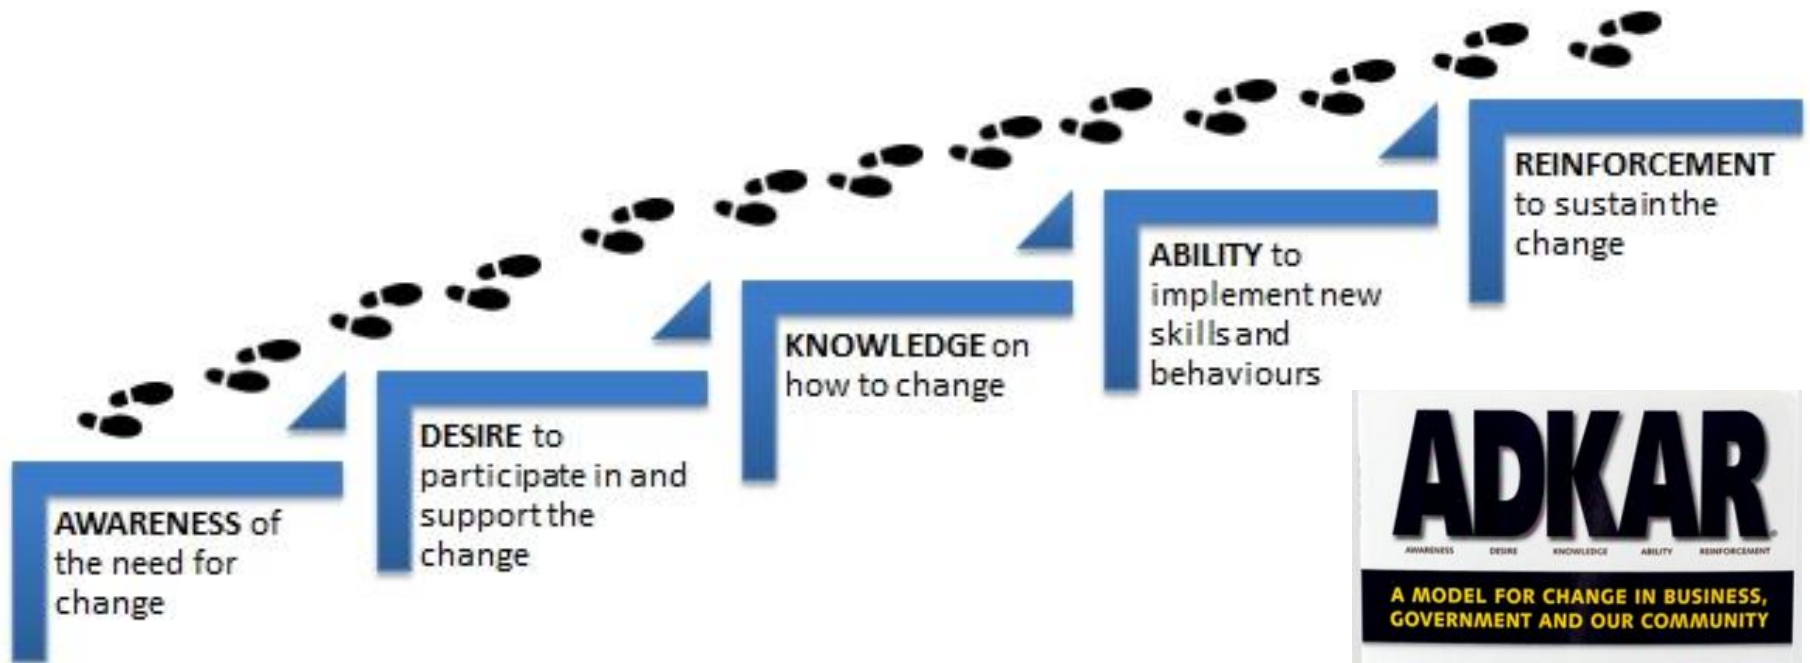 AWARENESS of
the need for
change
DESIRE to
participate in and
support the
change
KNOWLEDGE on
how to change
ABILITY to
implement new
skills and
behaviours
REINFORCEMENT
to sustain the
change
ADKAR
AWARENESS DESIRE KNOWLEDGE ABILITY REINFORCEMENT
A MODEL FOR CHANGE IN BUSINESS,
GOVERNMENT AND OUR COMMUNITY